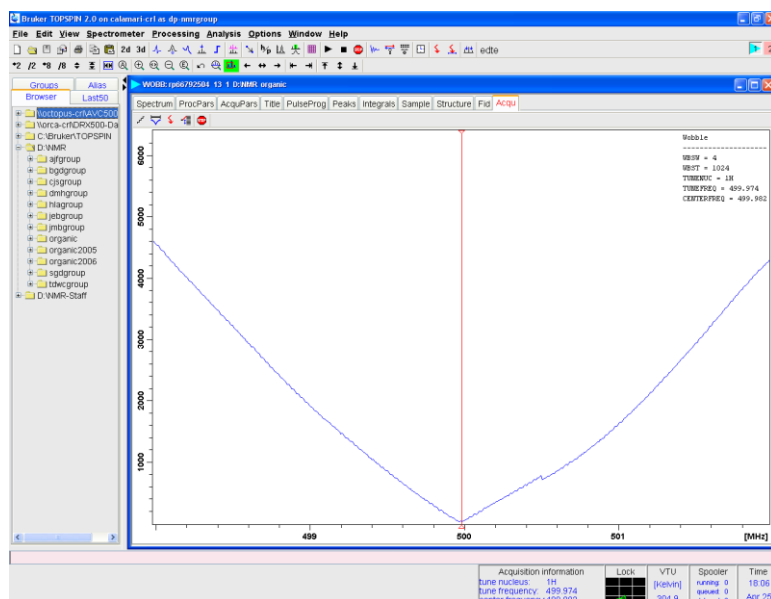 Bruker TOPSPIN 2.0 on calamari-crl as dp-nmrgroup
File Edit View Spectrometer Processing Analysis Options Window Help
2d 3d edte
*2 /2 *8 /8
Groups Alias
Browser Last50
\\octopus-crl\AVC500
\\orca-crl\DRX500-Da
C:\Bruker\TOPSPIN
D:\NMR
ajfgroup
bgdgroup
cjsgroup
dmhgroup
hlagroup
jebgroup
jmbgroup
organic
organic2005
organic2006
sgdgroup
tdwcgroup
D:\NMR-Staff
WOBB: rp66792584 13 1 D:\NMR organic
Spectrum ProcPars AcquPars Title PulseProg Peaks Integrals Sample Structure Fid Acqu
Wobble
--------------------
WBSW = 4
WBST = 1024
TUNENUC = 1H
TUNEFREQ = 499.974
CENTERFREQ = 499.982
6000
5000
4000
3000
2000
1000
499 500 501 [MHz]
Acquisition information
tune nucleus: 1H
tune frequency: 499.974
Lock
VTU
[Kelvin]
304.9
Spooler
running: 0
queued: 0
Time
18:06
Apr 25